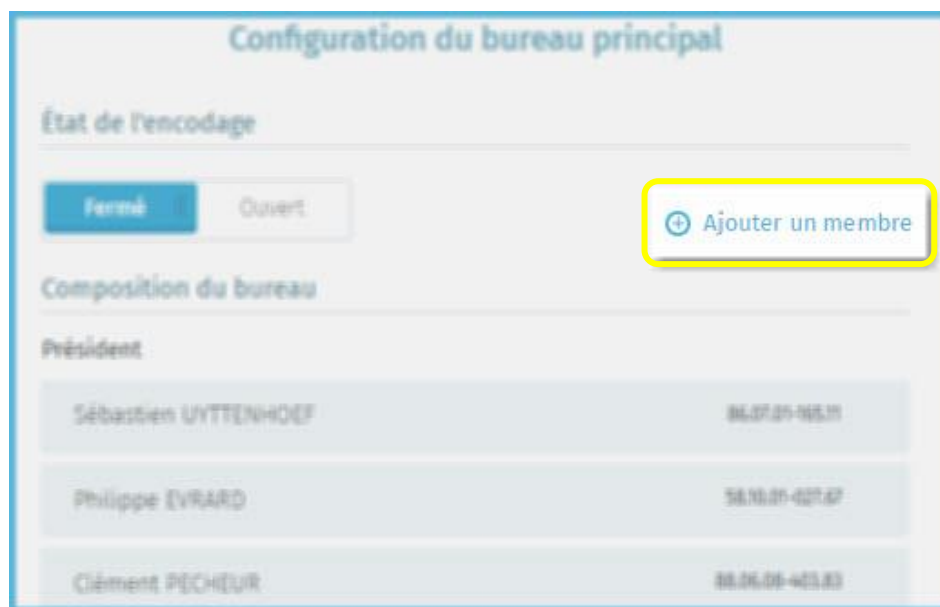 Configuration du bureau principal
État de l'encodage
Fermé Ouvert
Ajouter un membre
Composition du bureau
Président
Sébastien UYTTENHOEF
Philippe EVRARD
Clément PECHEUR